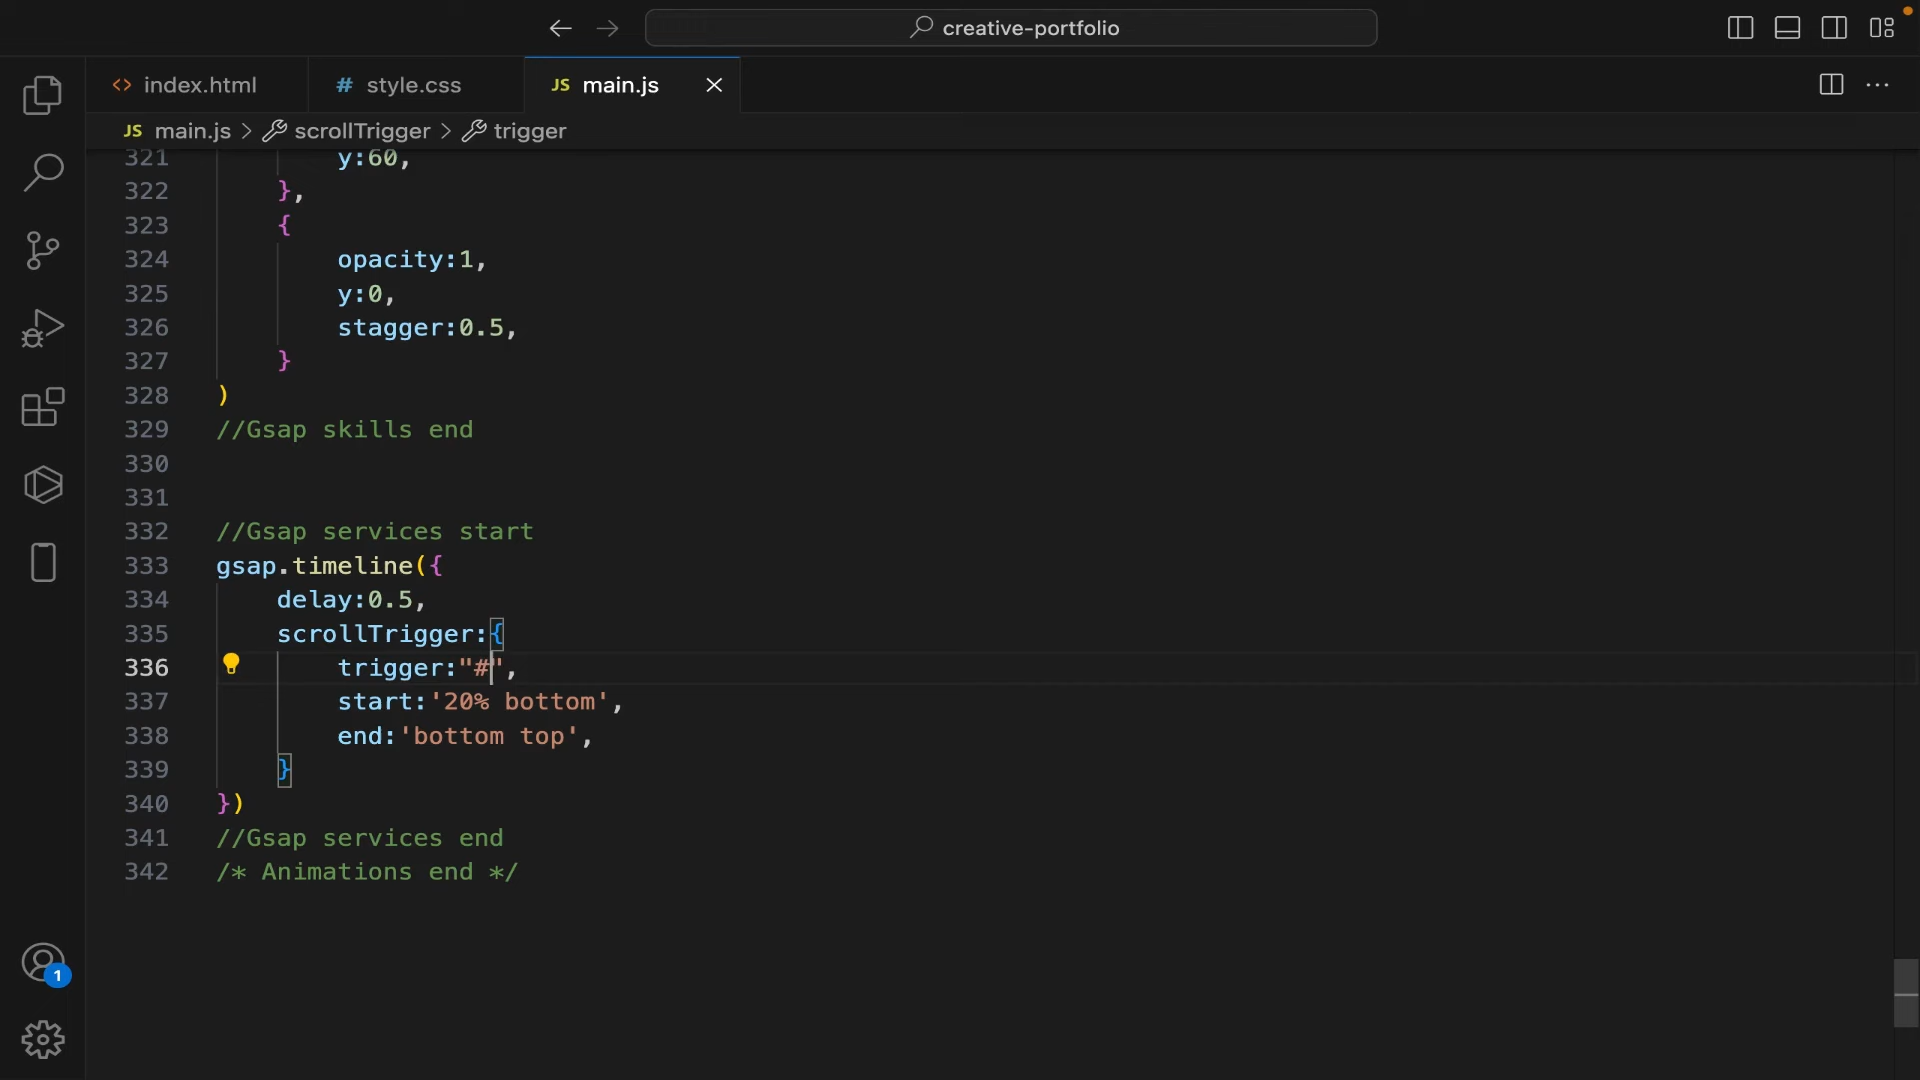 creative-portfolio
<> index.html
# style.css
JS main.js
JS main.js > scrollTrigger > trigger
321 y:60,
322 },
323 {
324 opacity:1,
325 y:0,
326 stagger:0.5,
327 }
328 )
329 //Gsap skills end
330
331
332 //Gsap services start
333 gsap.timeline({
334 delay:0.5,
335 scrollTrigger:{
336 trigger:"#",
337 start:'20% bottom',
338 end:'bottom top',
339 }
340 })
341 //Gsap services end
342 /* Animations end */
1